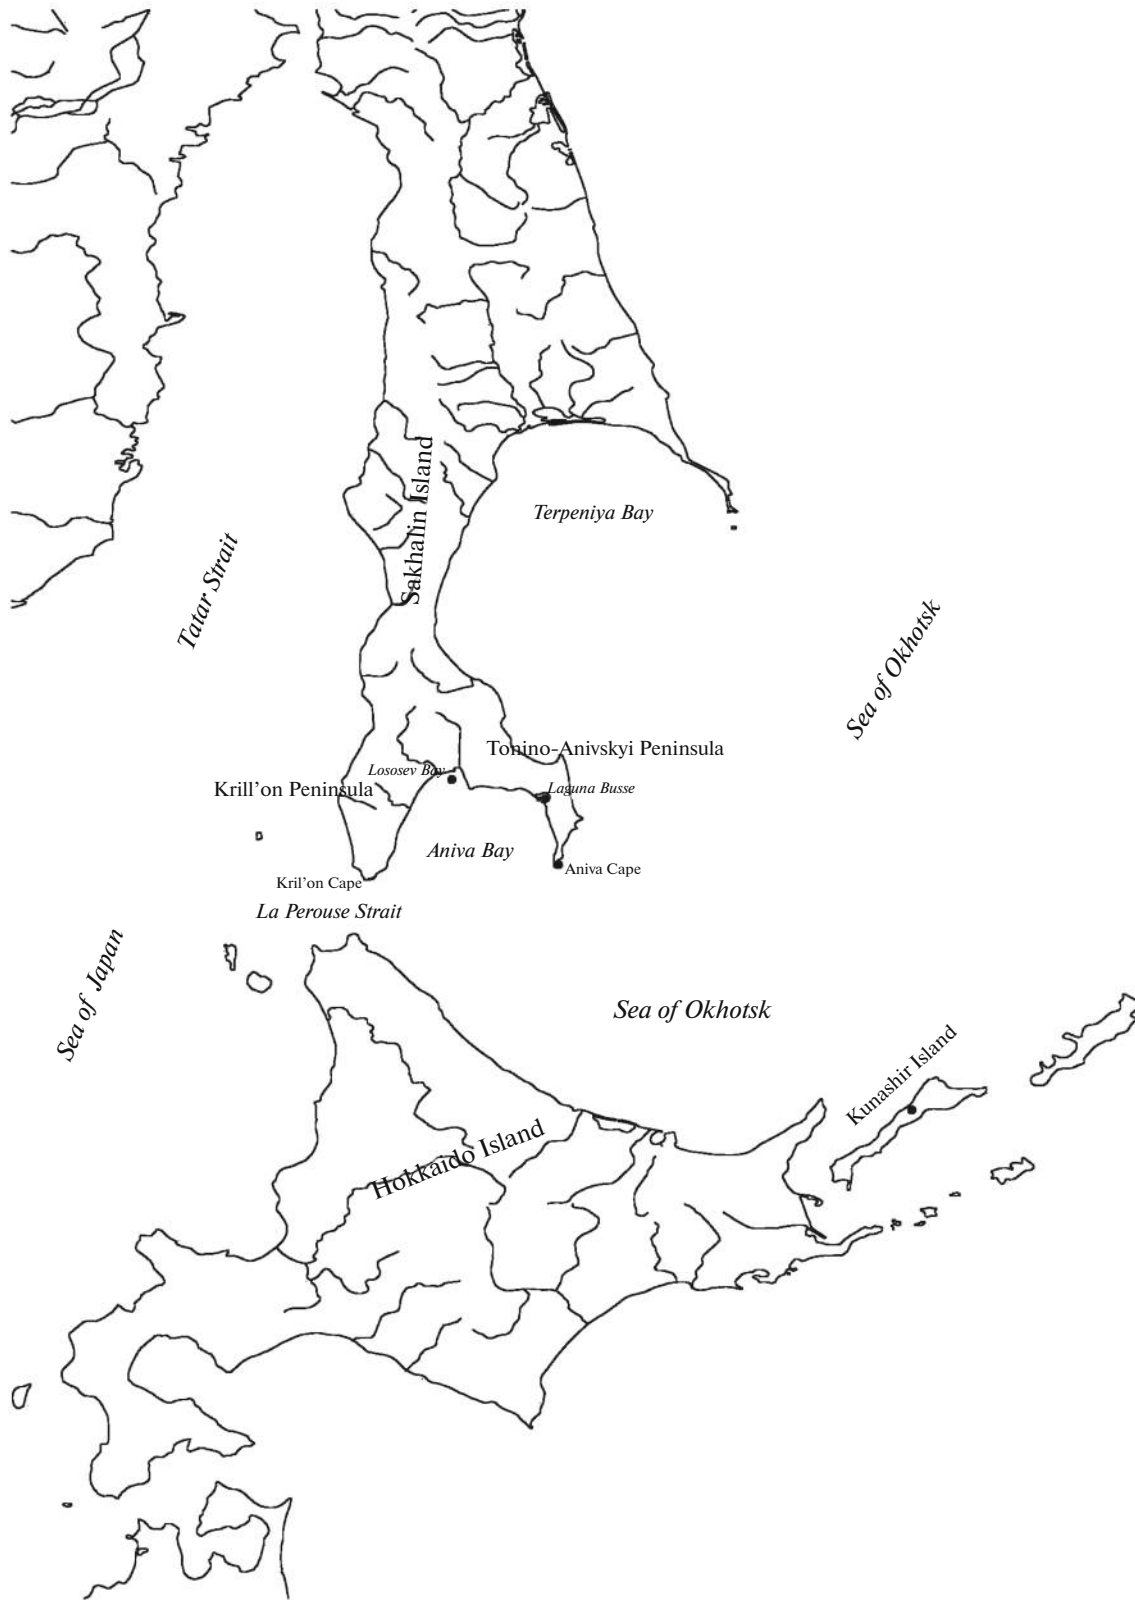 Sakhalin Island
Terpeniya Bay
Tatar Strait
Sea of Okhotsk
Tonino-Anivskyi Peninsula
Lososev Bay
Krill'on Peninsula
Laguna Busse
Aniva Bay
Aniva Cape
Kril'on Cape
La Perouse Strait
Sea of Japan
Sea of Okhotsk
Kunashir Island
Hokkaido Island